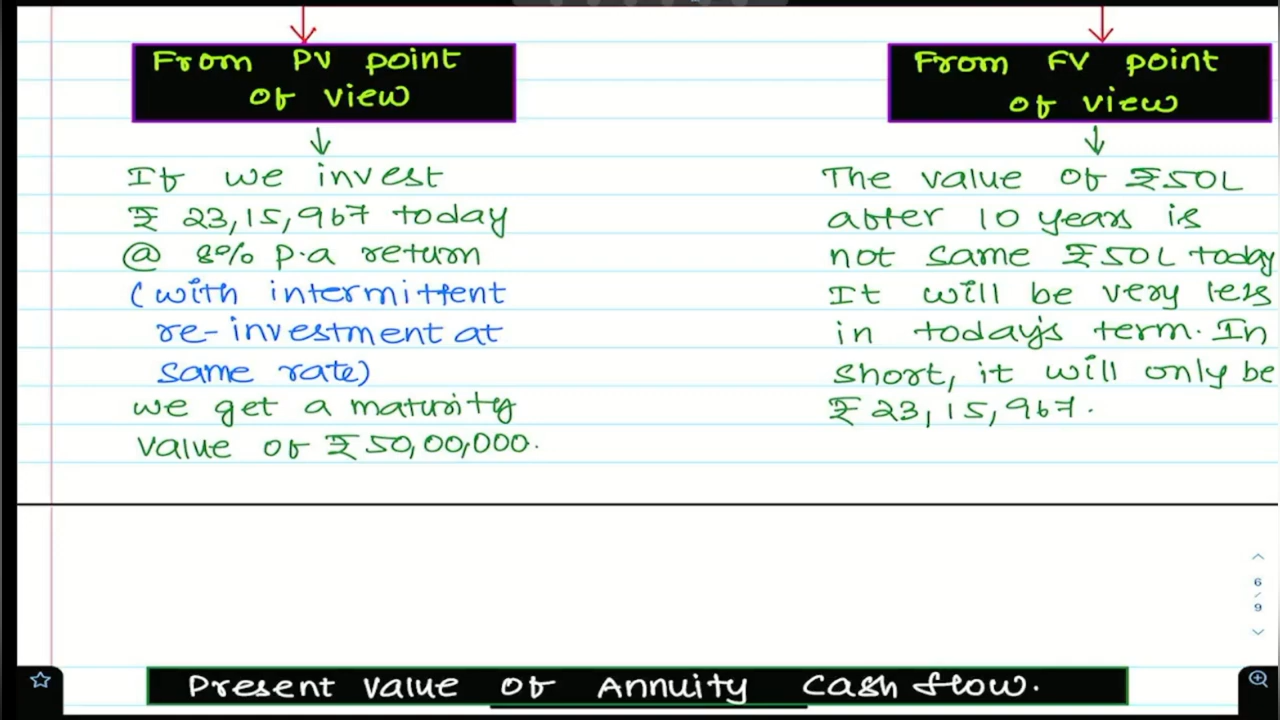 From PV point
of view
If we invest
₹ 23,15,967 today
@ 8% p.a return
(with intermittent
re-investment at
same rate)
we get a maturity
value of ₹50,00,000.
From FV point
of view
The value of ₹50L
after 10 years is
not same ₹50L today
It will be very less
in today's term. In
short, it will only be
₹23,15,967.
6
/
9
Present value of Annuity Cash flow.